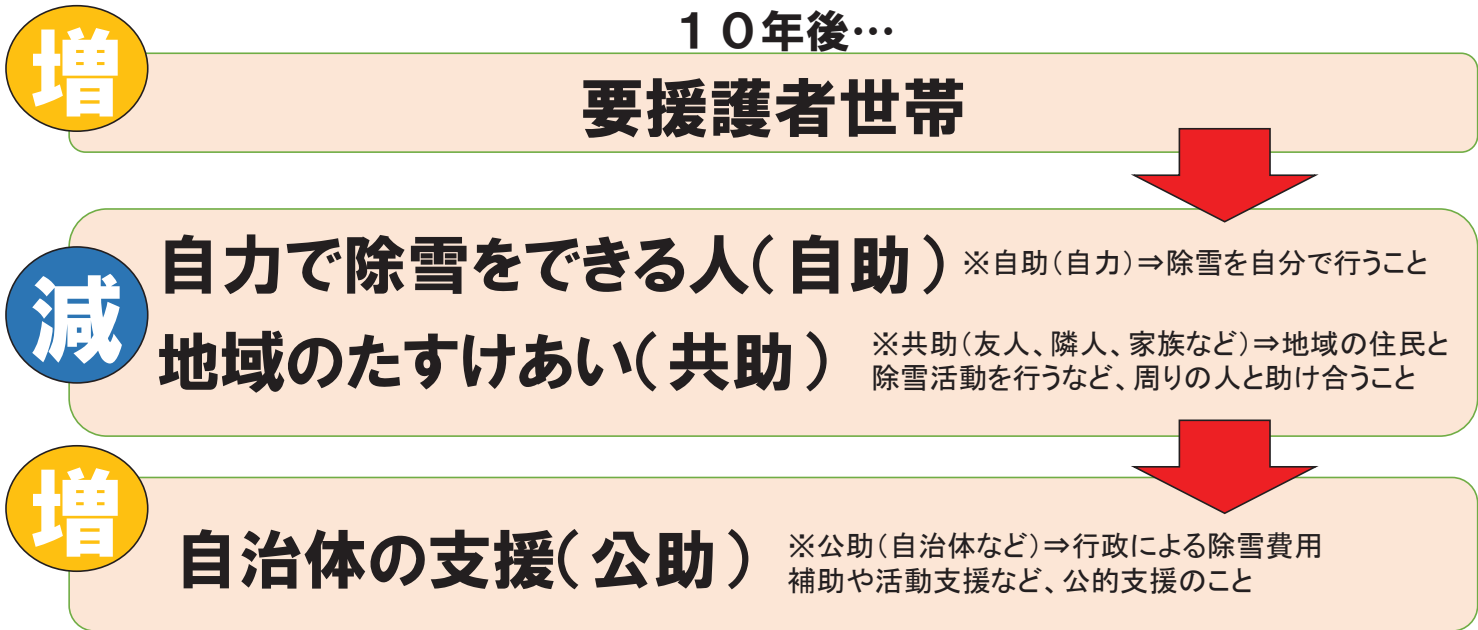 １０年後…
増
要援護者世帯
自力で除雪をできる人（自助） ※自助（自力）⇒除雪を自分で行うこと
減
地域のたすけあい（共助） ※共助（友人、隣人、家族など）⇒地域の住民と
除雪活動を行うなど、周りの人と助け合うこと
増
自治体の支援（公助） ※公助（自治体など）⇒行政による除雪費用
補助や活動支援など、公的支援のこと